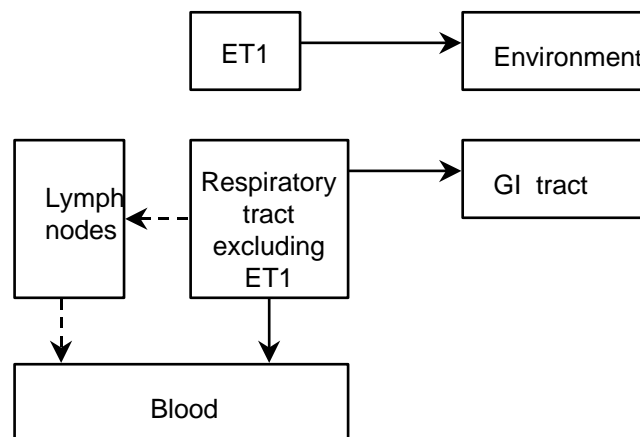 ET1
Environment
Lymph
nodes
Respiratory
tract
excluding
ET1
GI tract
Blood